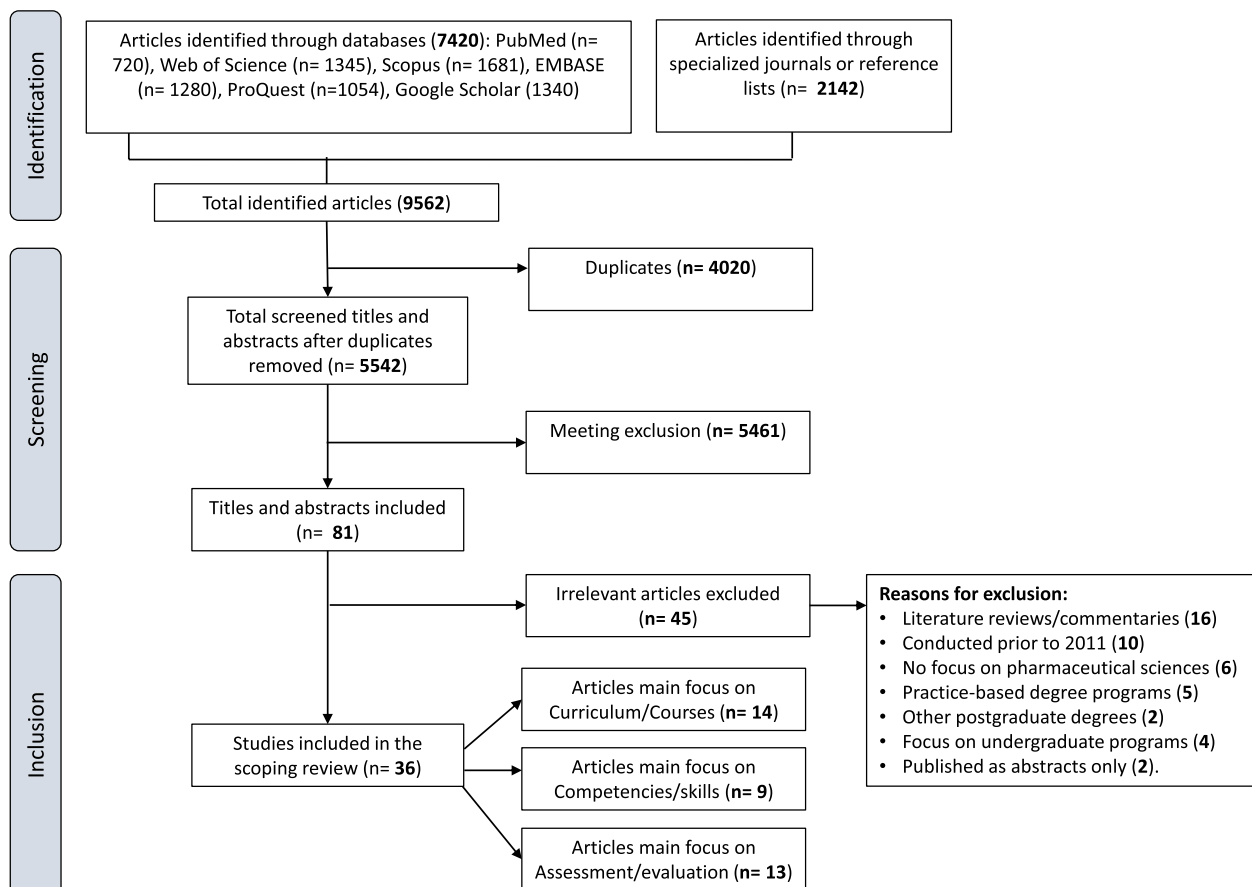 Identification
Articles identified through databases (7420): PubMed (n=
720), Web of Science (n= 1345), Scopus (n= 1681), EMBASE
(n= 1280), ProQuest (n=1054), Google Scholar (1340)
Articles identified through
specialized journals or reference
lists (n= 2142)
Total identified articles (9562)
Screening
Duplicates (n= 4020)
Total screened titles and
abstracts after duplicates
removed (n= 5542)
Meeting exclusion (n= 5461)
Titles and abstracts included
(n= 81)
Inclusion
Irrelevant articles excluded
(n= 45)
Reasons for exclusion:
• Literature reviews/commentaries (16)
• Conducted prior to 2011 (10)
• No focus on pharmaceutical sciences (6)
• Practice-based degree programs (5)
• Other postgraduate degrees (2)
• Focus on undergraduate programs (4)
• Published as abstracts only (2).
Studies included in the
scoping review (n= 36)
Articles main focus on
Curriculum/Courses (n= 14)
Articles main focus on
Competencies/skills (n= 9)
Articles main focus on
Assessment/evaluation (n= 13)